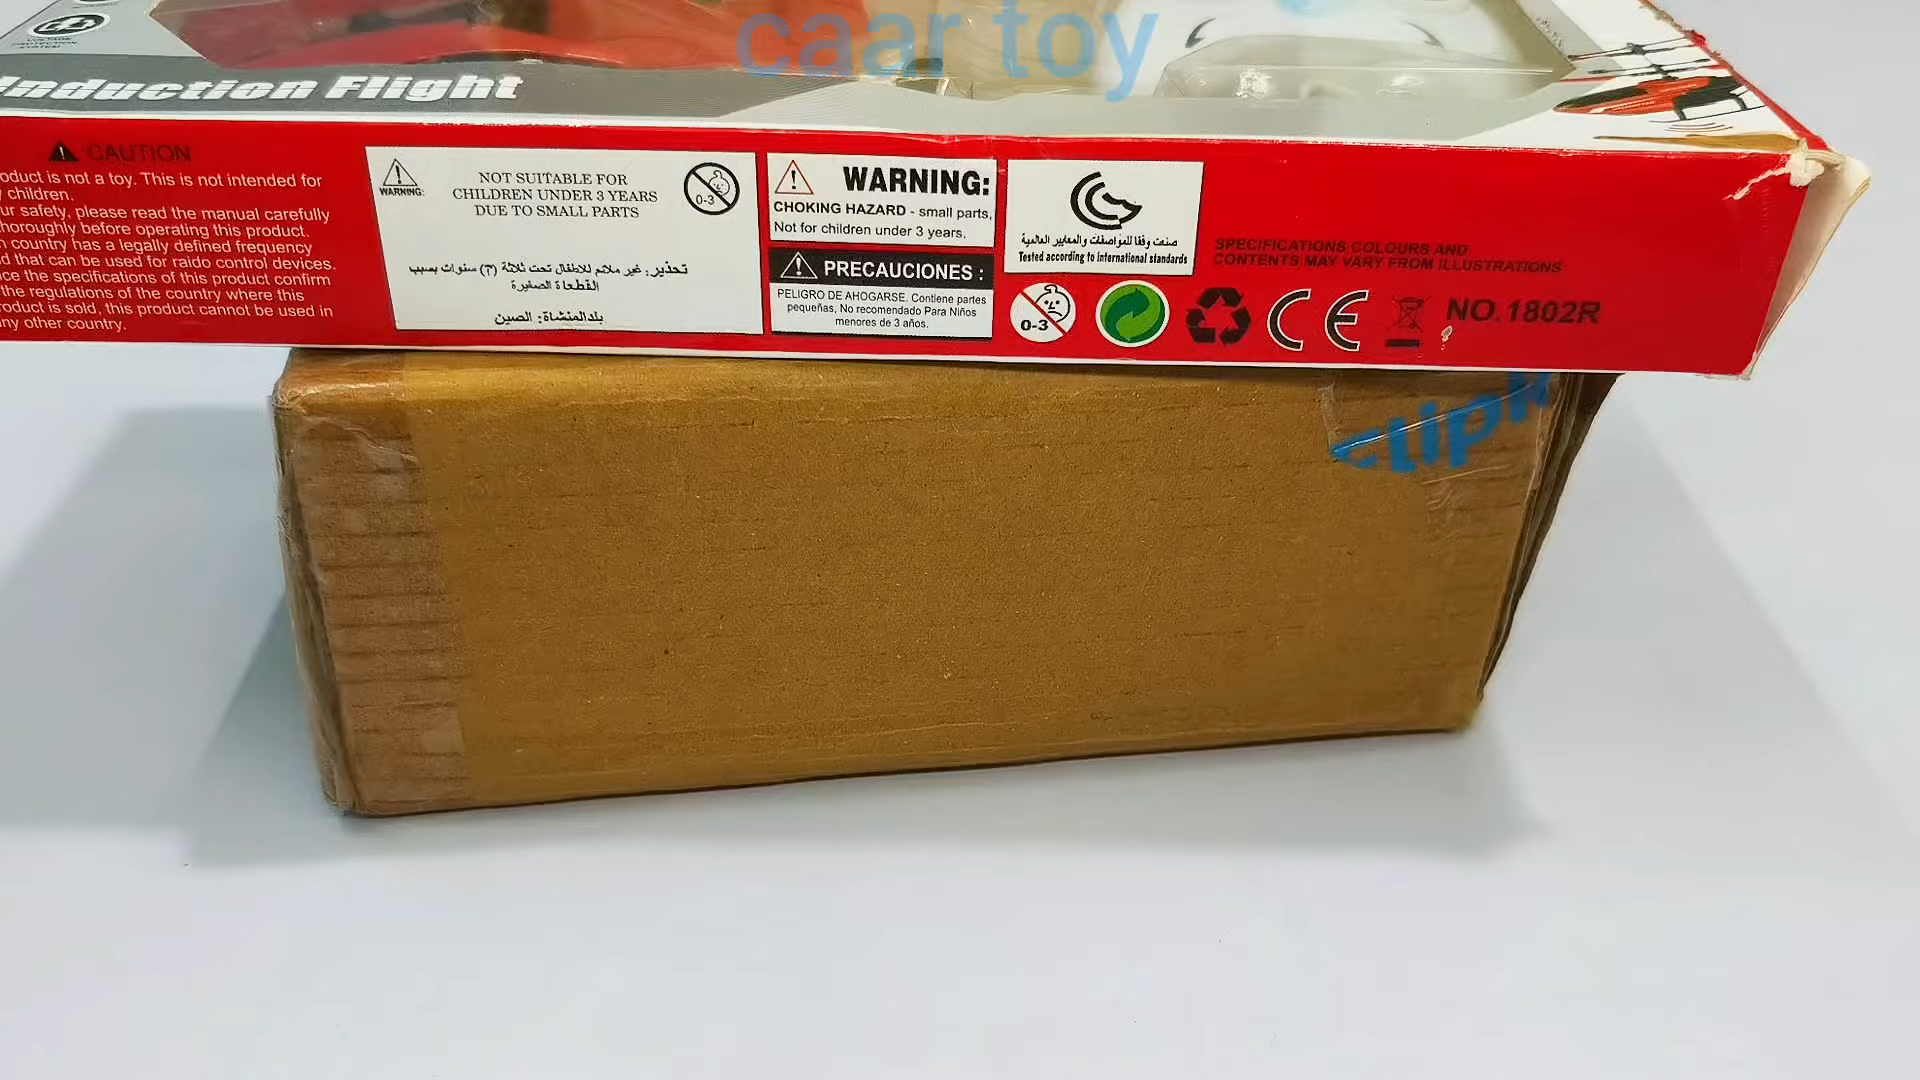 caar toy
Induction Flight
CAUTION
oduct is not a toy. This is not intended for
children.
ur safety, please read the manual carefully
horoughly before operating this product.
country has a legally defined frequency
d that can be used for raido control devices.
ce the specifications of this product confirm
the regulations of the country where this
roduct is sold, this product cannot be used in
ny other country.
WARNING:
NOT SUITABLE FOR
CHILDREN UNDER 3 YEARS
DUE TO SMALL PARTS
0-3
تحذير: غير ملائم للاطفال تحت ثلاثة (٣) سنوات بسبب
القطعاة الصغيرة
بلدالمنشاة: الصين
WARNING:
CHOKING HAZARD - small parts,
Not for children under 3 years.
PRECAUCIONES :
PELIGRO DE AHOGARSE. Contiene partes
pequeñas, No recomendado Para Niños
menores de 3 años.
صنعت وفقا للمواصفات والمعايير العالمية
Tested according to international standards
0-3
CE
SPECIFICATIONS COLOURS AND
CONTENTS MAY VARY FROM ILLUSTRATIONS
NO.1802R
FLipk